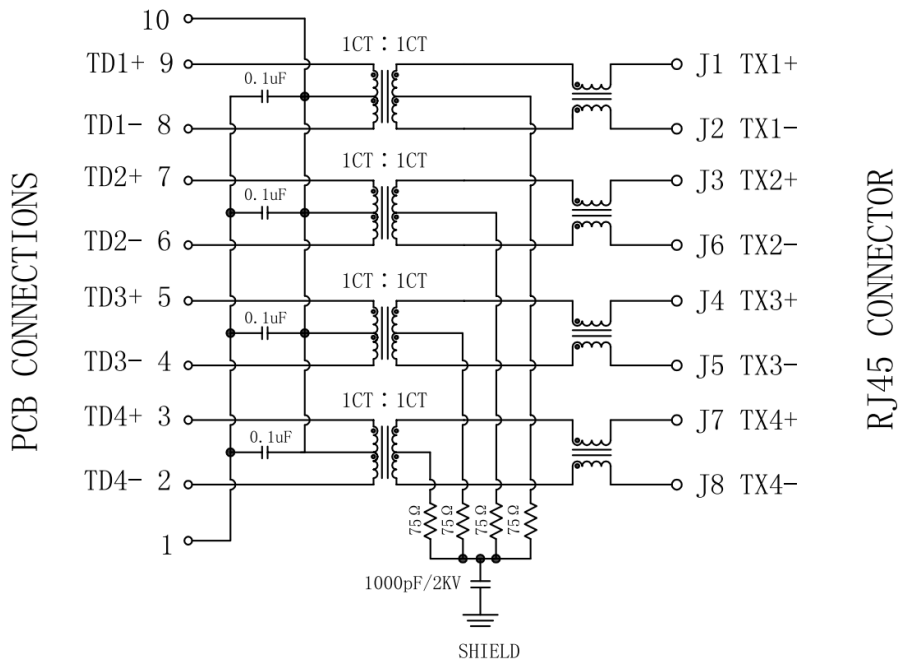 10
1CT : 1CT
TD1+ 9
J1 TX1+
0.1uF
TD1- 8
J2 TX1-
1CT : 1CT
TD2+ 7
J3 TX2+
0.1uF
TD2- 6
J6 TX2-
1CT : 1CT
TD3+ 5
J4 TX3+
0.1uF
TD3- 4
J5 TX3-
1CT : 1CT
TD4+ 3
J7 TX4+
0.1uF
TD4- 2
J8 TX4-
1
75Ω
75Ω
75Ω
75Ω
1000pF/2KV
SHIELD
PCB CONNECTIONS
RJ45 CONNECTOR